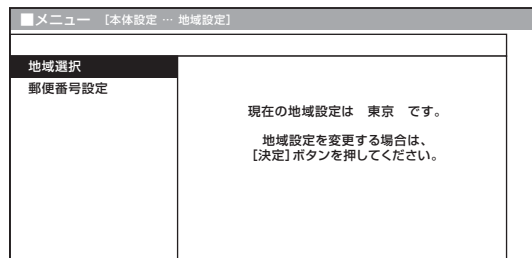 ■メニュー [本体設定 … 地域設定]
地域選択
郵便番号設定
現在の地域設定は 東京 です。
地域設定を変更する場合は、
[決定]ボタンを押してください。